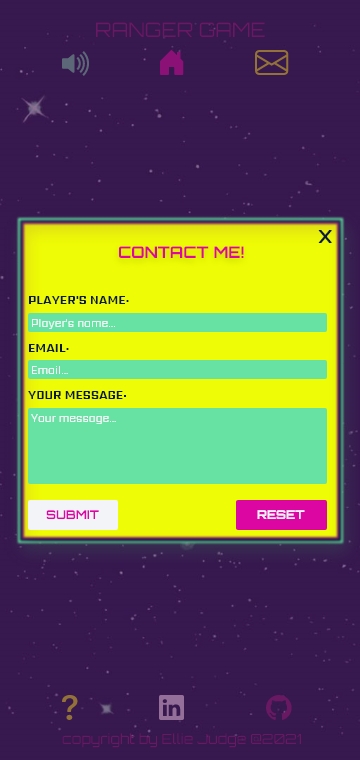 RANGER GAME
X
CONTACT ME!
PLAYER'S NAME*
Player's name...
EMAIL*
Email...
YOUR MESSAGE*
Your message...
SUBMIT
RESET
?
in
copyright by Ellie Judge @2021